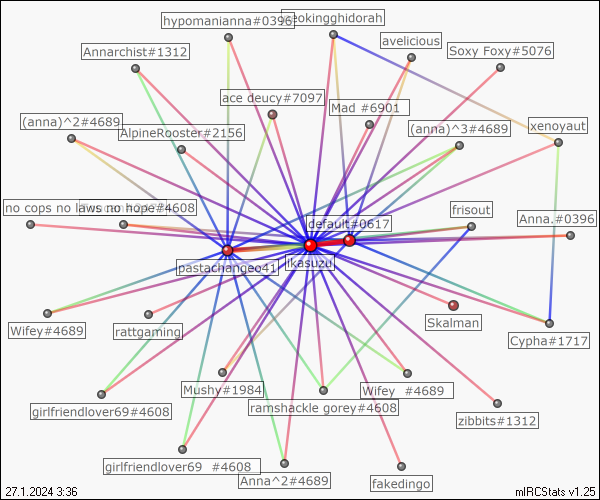 hypomanianna#0396
eokingghidorah
Annarchist#1312
avelicious
Soxy Foxy#5076
ace deucy#7097
Mad #6901
(anna)^2#4689
AlpineRooster#2156
(anna)^3#4689
xenoyaut
no cops no laws no hope #4608
default#0617
frisout
Anna.#0396
pastachangeo41
ikasuzu
Wifey#4689
rattgaming
Skalman
Cypha#1717
Mushy#1984
Wifey #4689
girlfriendlover69#4608
ramshackle gorey#4608
zibbits#1312
girlfriendlover69 #4608
Anna^2#4689
fakedingo
27.1.2024 3:36
mIRCStats v1.25